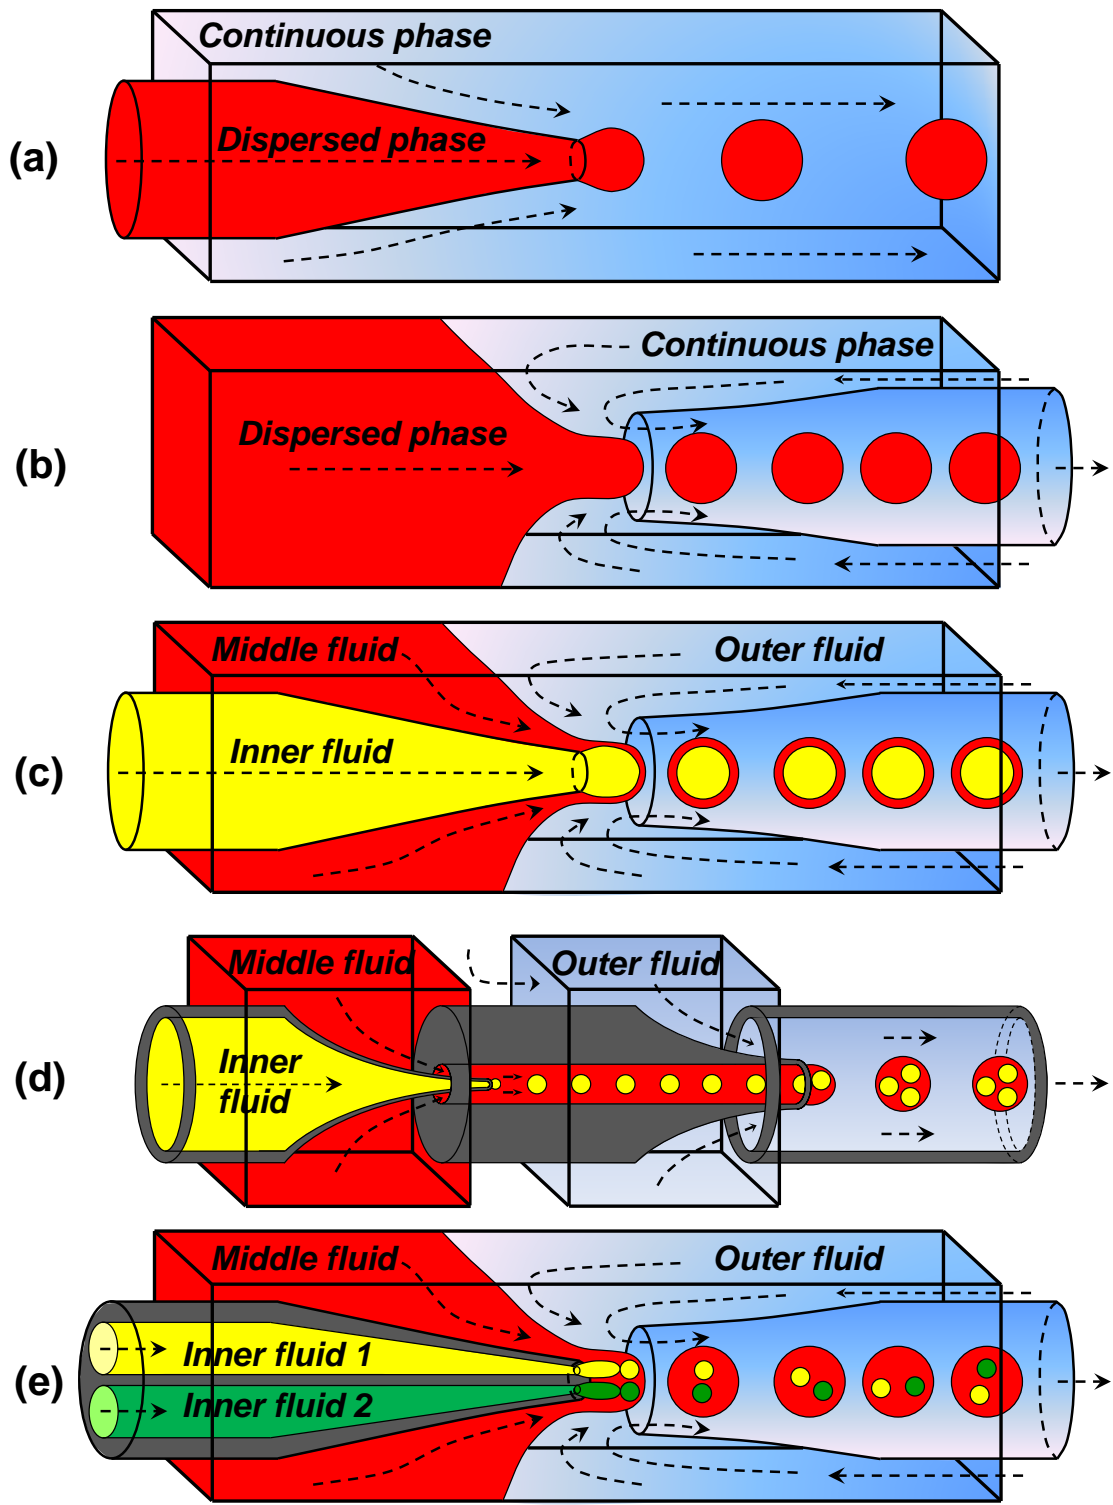 (a)
Continuous phase
Dispersed phase
(b)
Continuous phase
Dispersed phase
(c)
Middle fluid
Outer fluid
Inner fluid
(d)
Middle fluid
Outer fluid
Inner
fluid
(e)
Middle fluid
Outer fluid
Inner fluid 1
Inner fluid 2